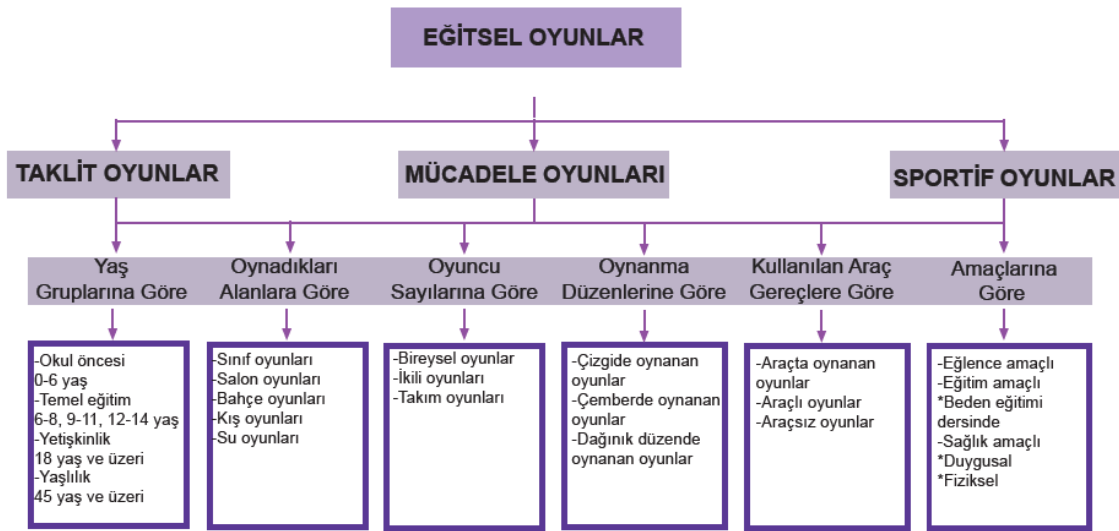 EĞİTSEL OYUNLAR
TAKLİT OYUNLAR
MÜCADELE OYUNLARI
SPORTİF OYUNLAR
Yaş
Gruplarına Göre
Oynadıkları
Alanlara Göre
Oyuncu
Sayılarına Göre
Oynanma
Düzenlerine Göre
Kullanılan Araç
Gereçlere Göre
Amaçlarına
Göre
-Okul öncesi
0-6 yaş
-Temel eğitim
6-8, 9-11, 12-14 yaş
-Yetişkinlik
18 yaş ve üzeri
-Yaşlılık
45 yaş ve üzeri
-Sınıf oyunları
-Salon oyunları
-Bahçe oyunları
-Kış oyunları
-Su oyunları
-Bireysel oyunlar
-İkili oyunları
-Takım oyunları
-Çizgide oynanan
oyunlar
-Çemberde oynanan
oyunlar
-Dağınık düzende
oynanan oyunlar
-Araçta oynanan
oyunlar
-Araçlı oyunlar
-Araçsız oyunlar
-Eğlence amaçlı
-Eğitim amaçlı
*Beden eğitimi
dersinde
-Sağlık amaçlı
*Duygusal
*Fiziksel